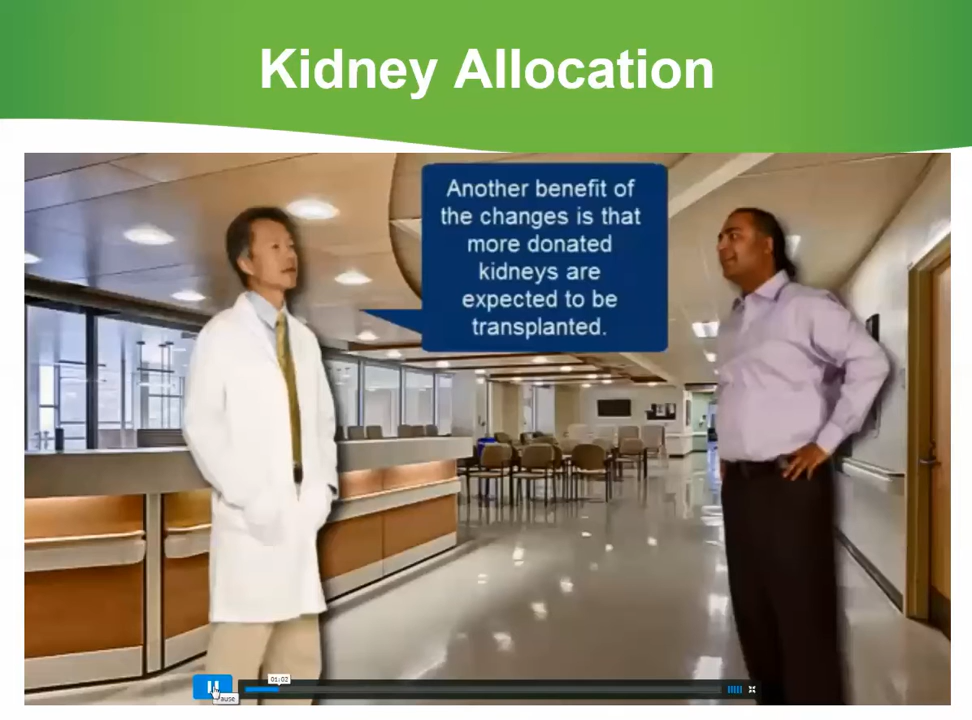 Kidney Allocation
Another benefit of
the changes is that
more donated
kidneys are
expected to be
transplanted.
01:02